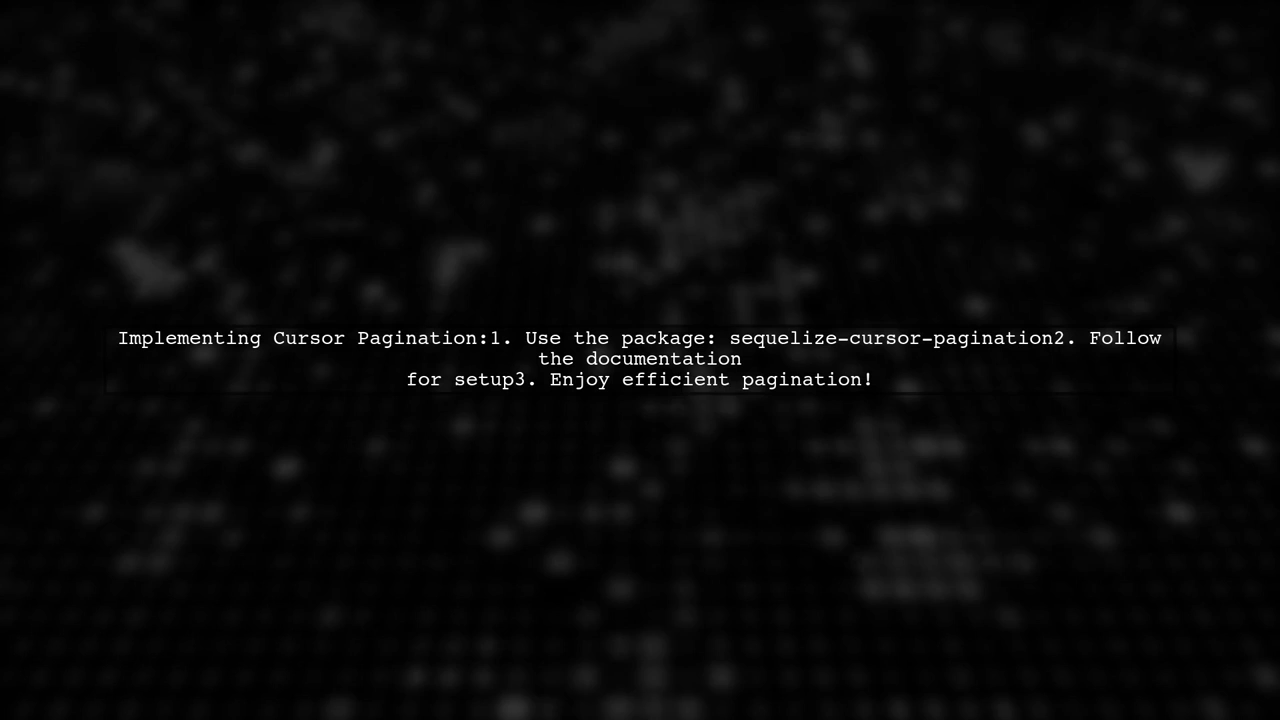 Implementing Cursor Pagination:1. Use the package: sequelize-cursor-pagination2. Follow
the documentation
for setup3. Enjoy efficient pagination!